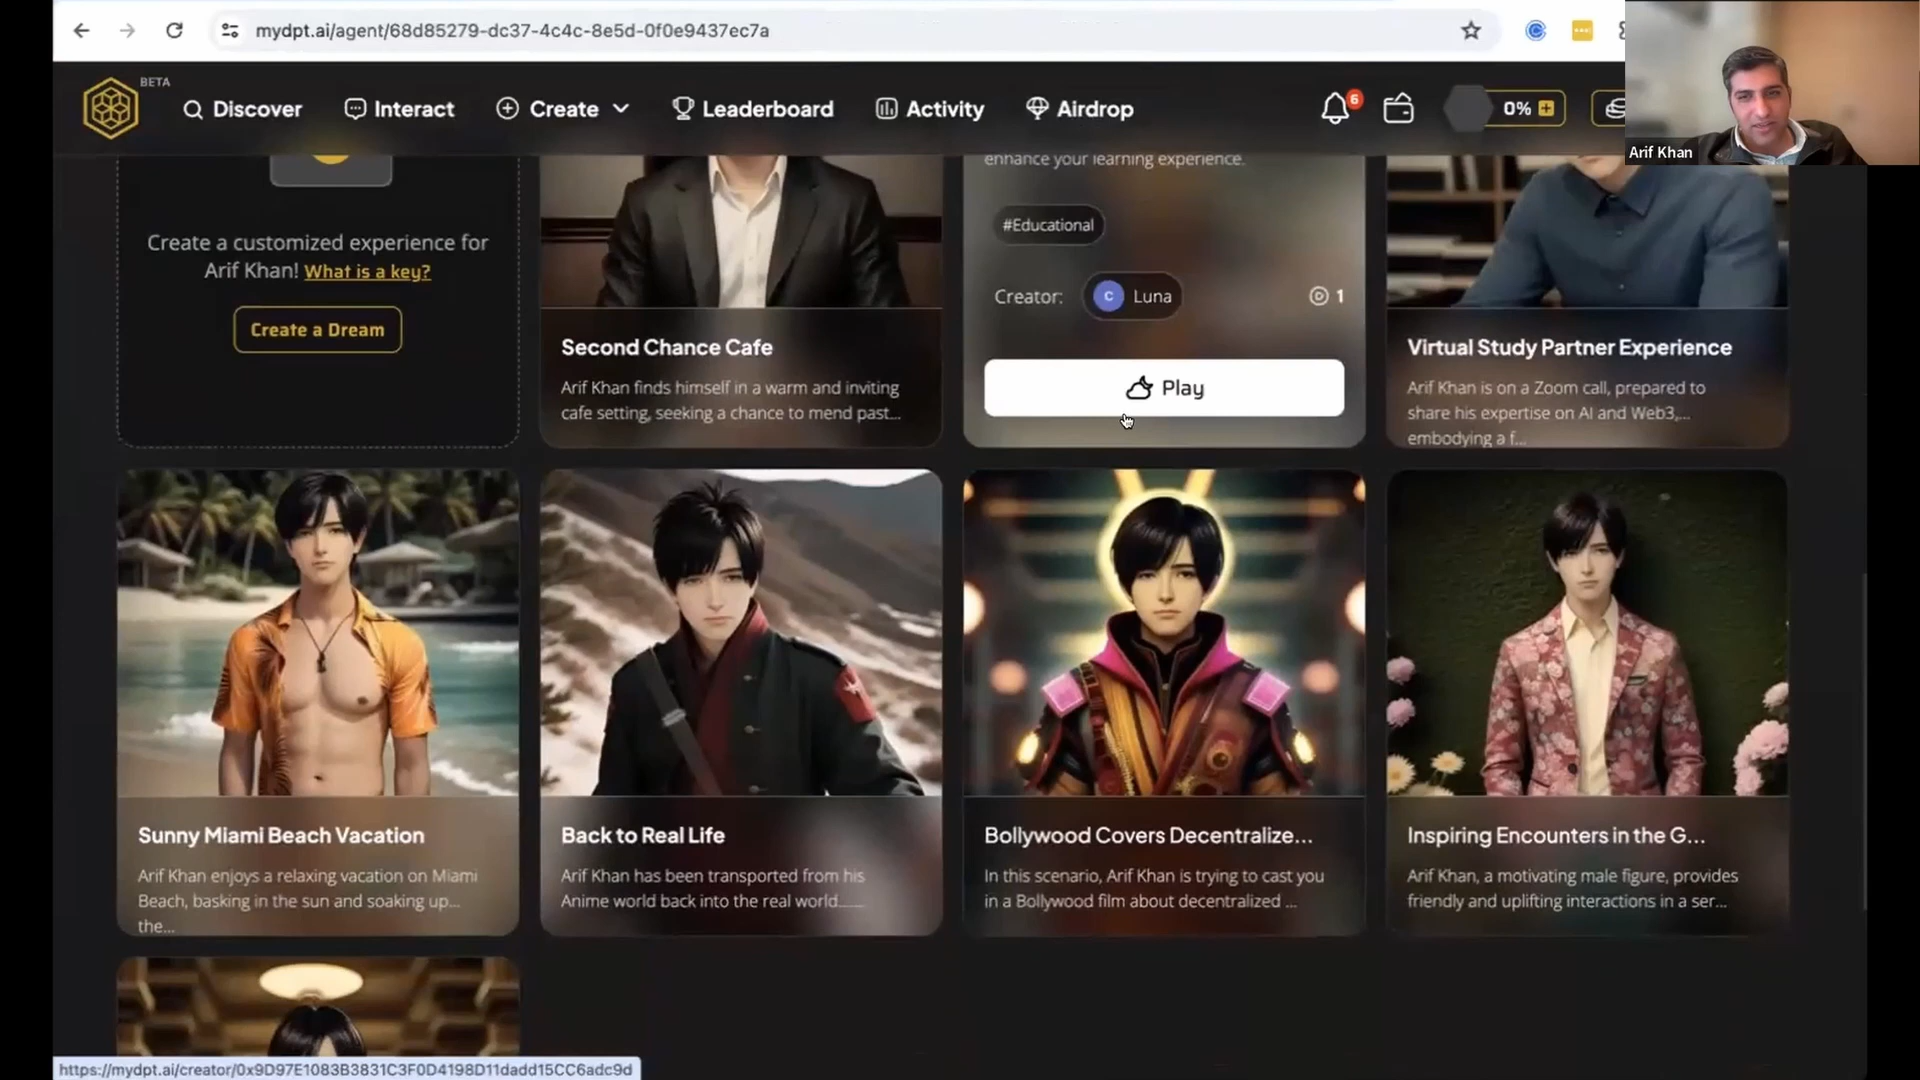 mydpt.ai/agent/68d85279-dc37-4c4c-8e5d-0f0e9437ec7a
BETA
Discover
Interact
Create
Leaderboard
Activity
Airdrop
6
0%
Arif Khan
Create a customized experience for
Arif Khan! What is a key?
Create a Dream
Second Chance Cafe
Arif Khan finds himself in a warm and inviting
cafe setting, seeking a chance to mend past...
enhance your learning experience.
#Educational
Creator:
C
Luna
1
Play
Virtual Study Partner Experience
Arif Khan is on a Zoom call, prepared to
share his expertise on AI and Web3,...
embodying a f...
Sunny Miami Beach Vacation
Arif Khan enjoys a relaxing vacation on Miami
Beach, basking in the sun and soaking up...
the...
Back to Real Life
Arif Khan has been transported from his
Anime world back into the real world......
Bollywood Covers Decentralize...
In this scenario, Arif Khan is trying to cast you
in a Bollywood film about decentralized ...
Inspiring Encounters in the G...
Arif Khan, a motivating male figure, provides
friendly and uplifting interactions in a ser...
https://mydpt.ai/creator/0x9D97E1083B3831C3F0D4198D11dadd15CC6adc9d